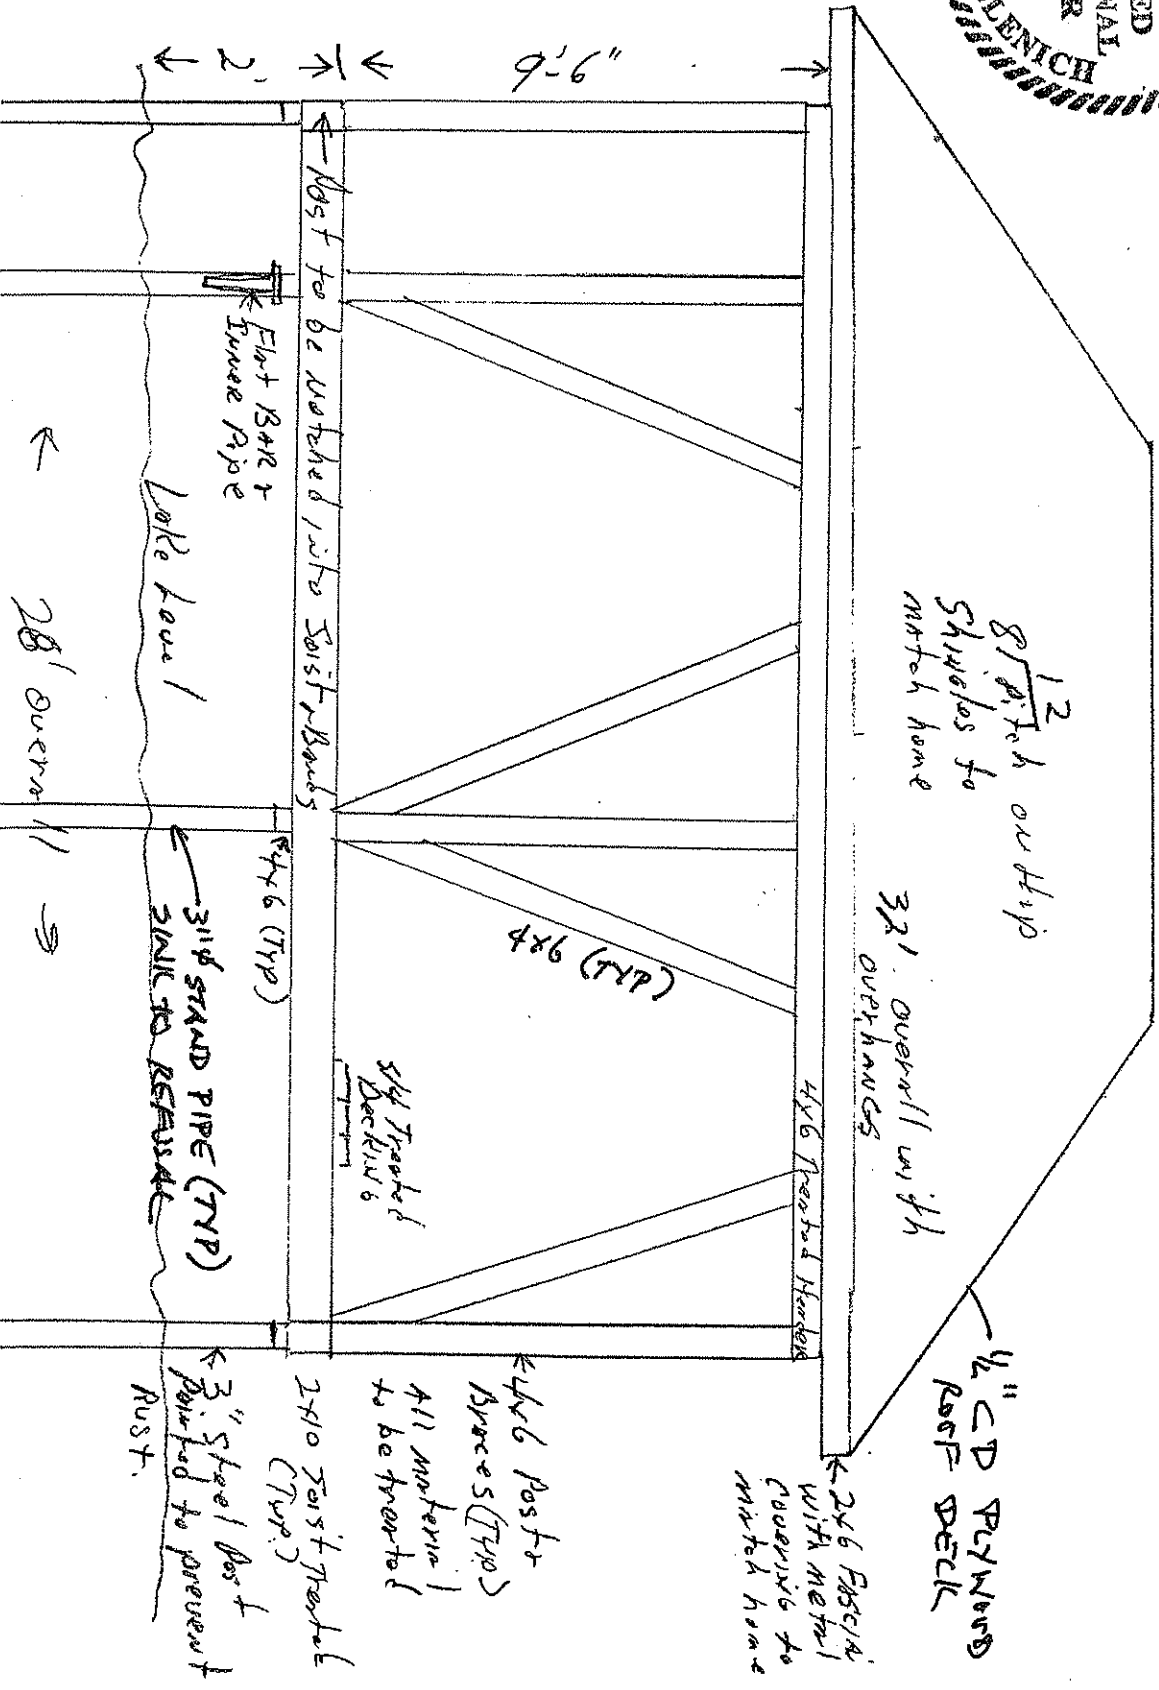 ED
NAL
R
LENICH
1/2" CD PLYWOOD
ROOF DECK
12
8/ Pitch on Hip
Shingles to
match home
32' overall with
overhangs
2x6 Fascia
with metal
covering to
match home
4x6 Treated Header
9'-6"
4x6 (TYP)
4x6 Post &
Braces (TYP)
All material
to be treated
5/4 Treated
Decking
Post to be Notched into Joist & Bands
2x10 Joist Treated
(Typ.)
2'
Flat Bar &
Inner Pipe
4x6 (Typ)
3"ϕ STAND PIPE (TYP)
SINK TO REFUSAL
3" Steel Post
Painted to prevent
Rust.
Lake Level
28' overall